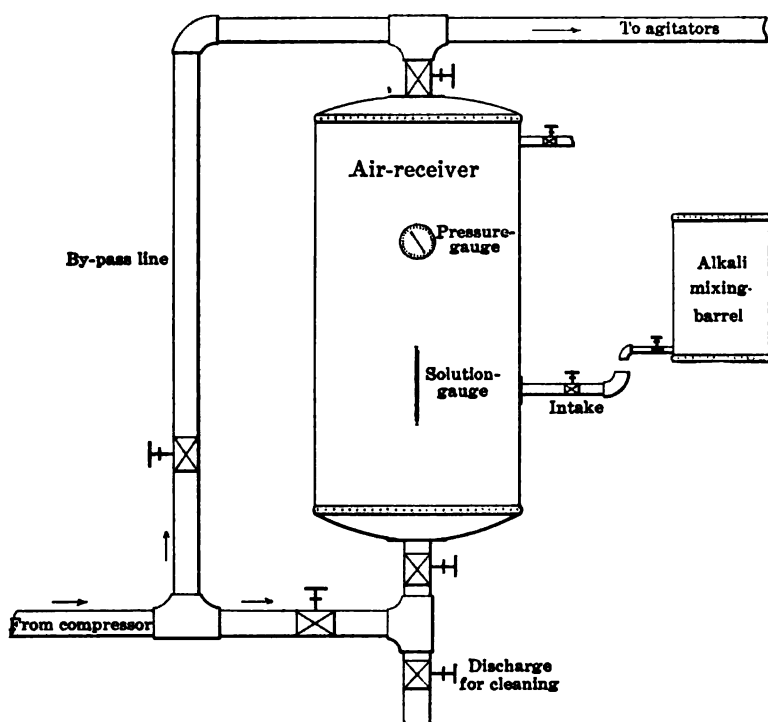 To agitators
Air-receiver
Pressure-
gauge
By-pass line
Alkali
mixing-
barrel
Solution-
gauge
Intake
From compressor
Discharge
for cleaning